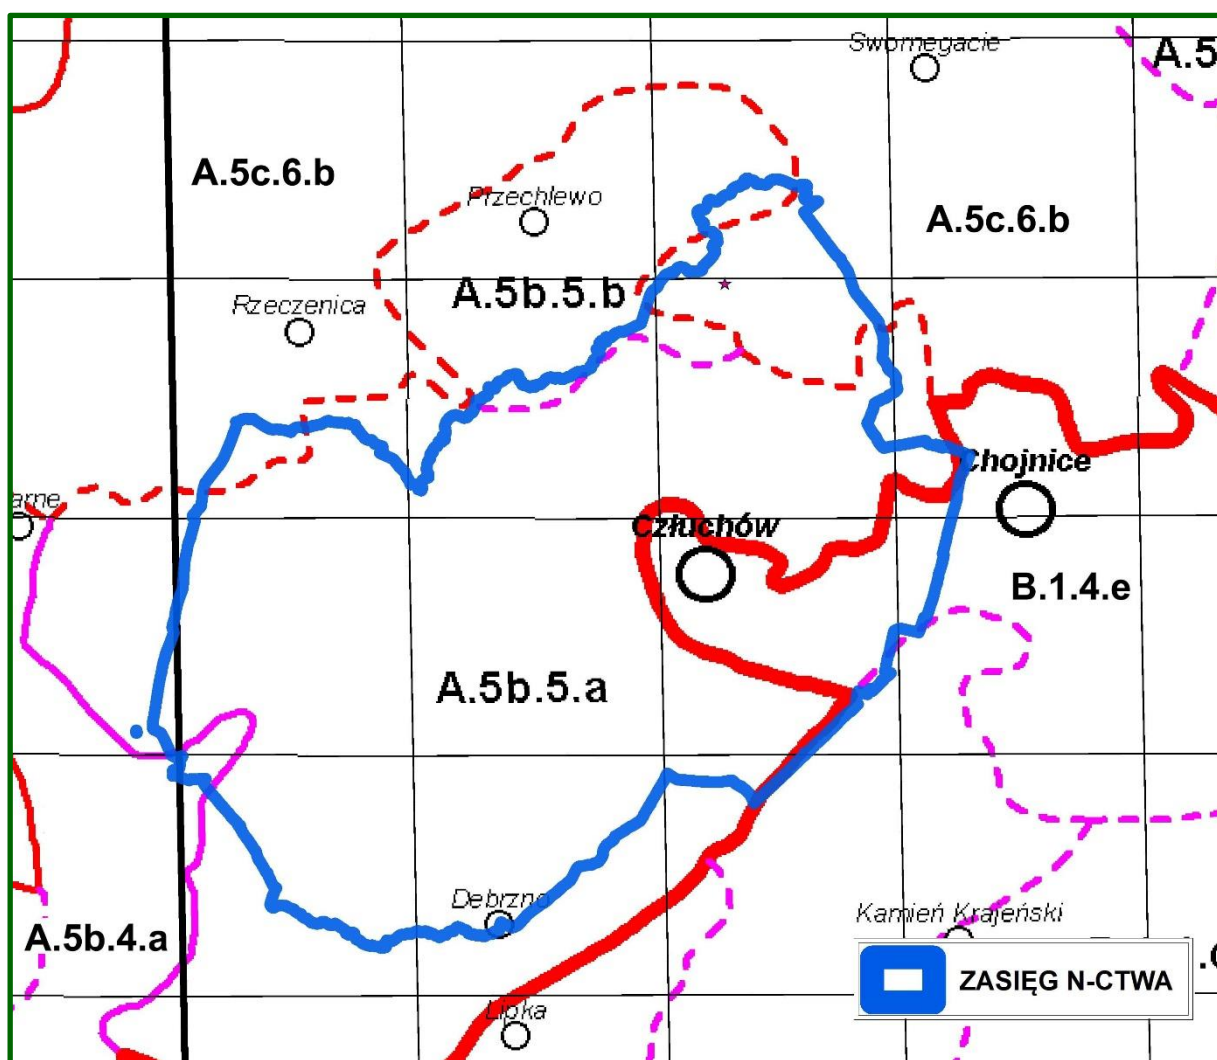 Swornegacie
A.5
A.5c.6.b
Przechlewo
A.5c.6.b
A.5b.5.b
Rzeczenica
Chojnice
arne
Człuchów
B.1.4.e
A.5b.5.a
Debrzno
Kamień Krajeński
A.5b.4.a
ZASIĘG N-CTWA
Lipka